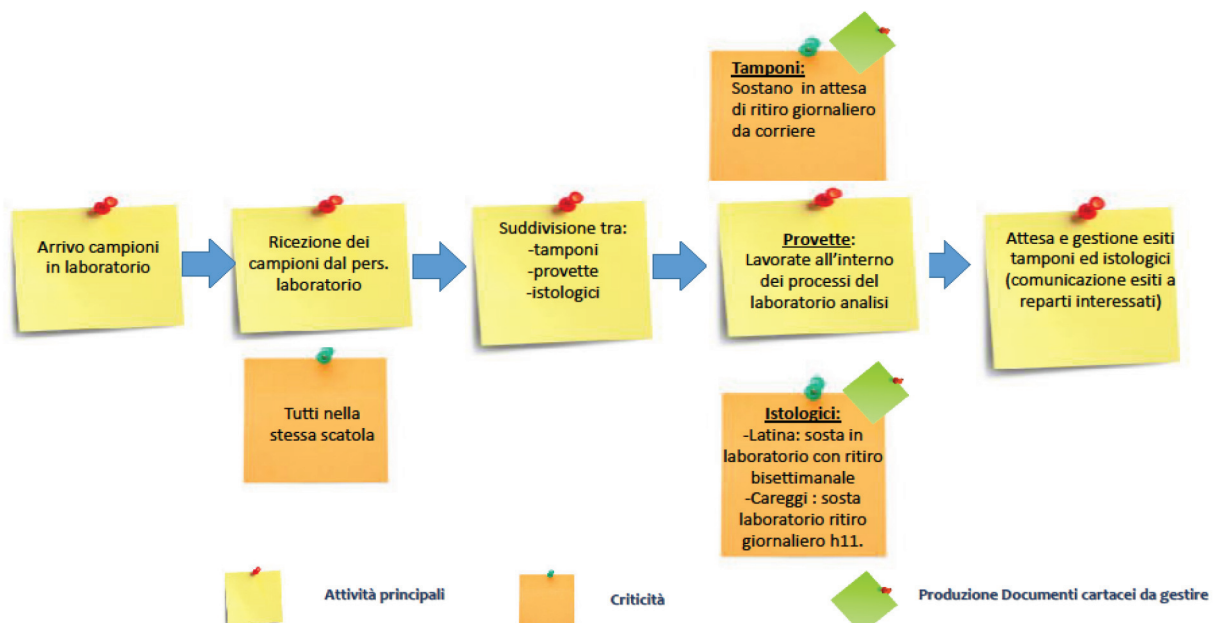 Tamponi:
Sostano in attesa
di ritiro giornaliero
da corriere
Arrivo campioni
in laboratorio
Ricezione dei
campioni dal pers.
laboratorio
Suddivisione tra:
-tamponi
-provette
-istologici
Provette:
Lavorate all’interno
dei processi del
laboratorio analisi
Attesa e gestione esiti
tamponi ed istologici
(comunicazione esiti a
reparti interessati)
Tutti nella
stessa scatola
Istologici:
-Latina: sosta in
laboratorio con ritiro
bisettimanale
-Careggi : sosta
laboratorio ritiro
giornaliero h11.
Attività principali
Criticità
Produzione Documenti cartacei da gestire